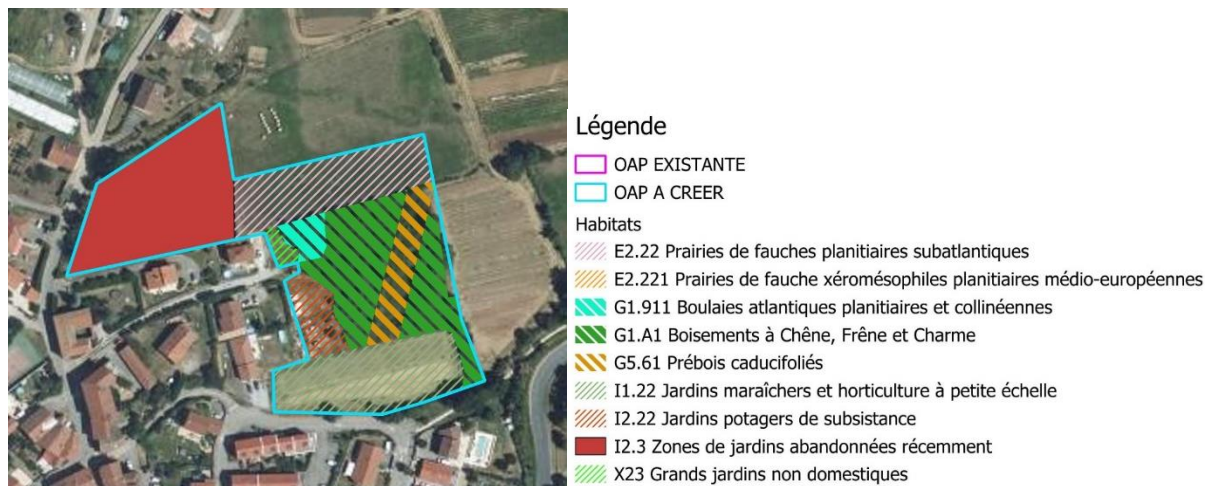 Légende
OAP EXISTANTE
OAP A CREER
Habitats
E2.22 Prairies de fauches planitiaires subatlantiques
E2.221 Prairies de fauche xéromésophiles planitiaires médio-européennes
G1.911 Boulaies atlantiques planitiaires et collinéennes
G1.A1 Boisements à Chêne, Frêne et Charme
G5.61 Prébois caducifoliés
I1.22 Jardins maraîchers et horticulture à petite échelle
I2.22 Jardins potagers de subsistance
I2.3 Zones de jardins abandonnées récemment
X23 Grands jardins non domestiques